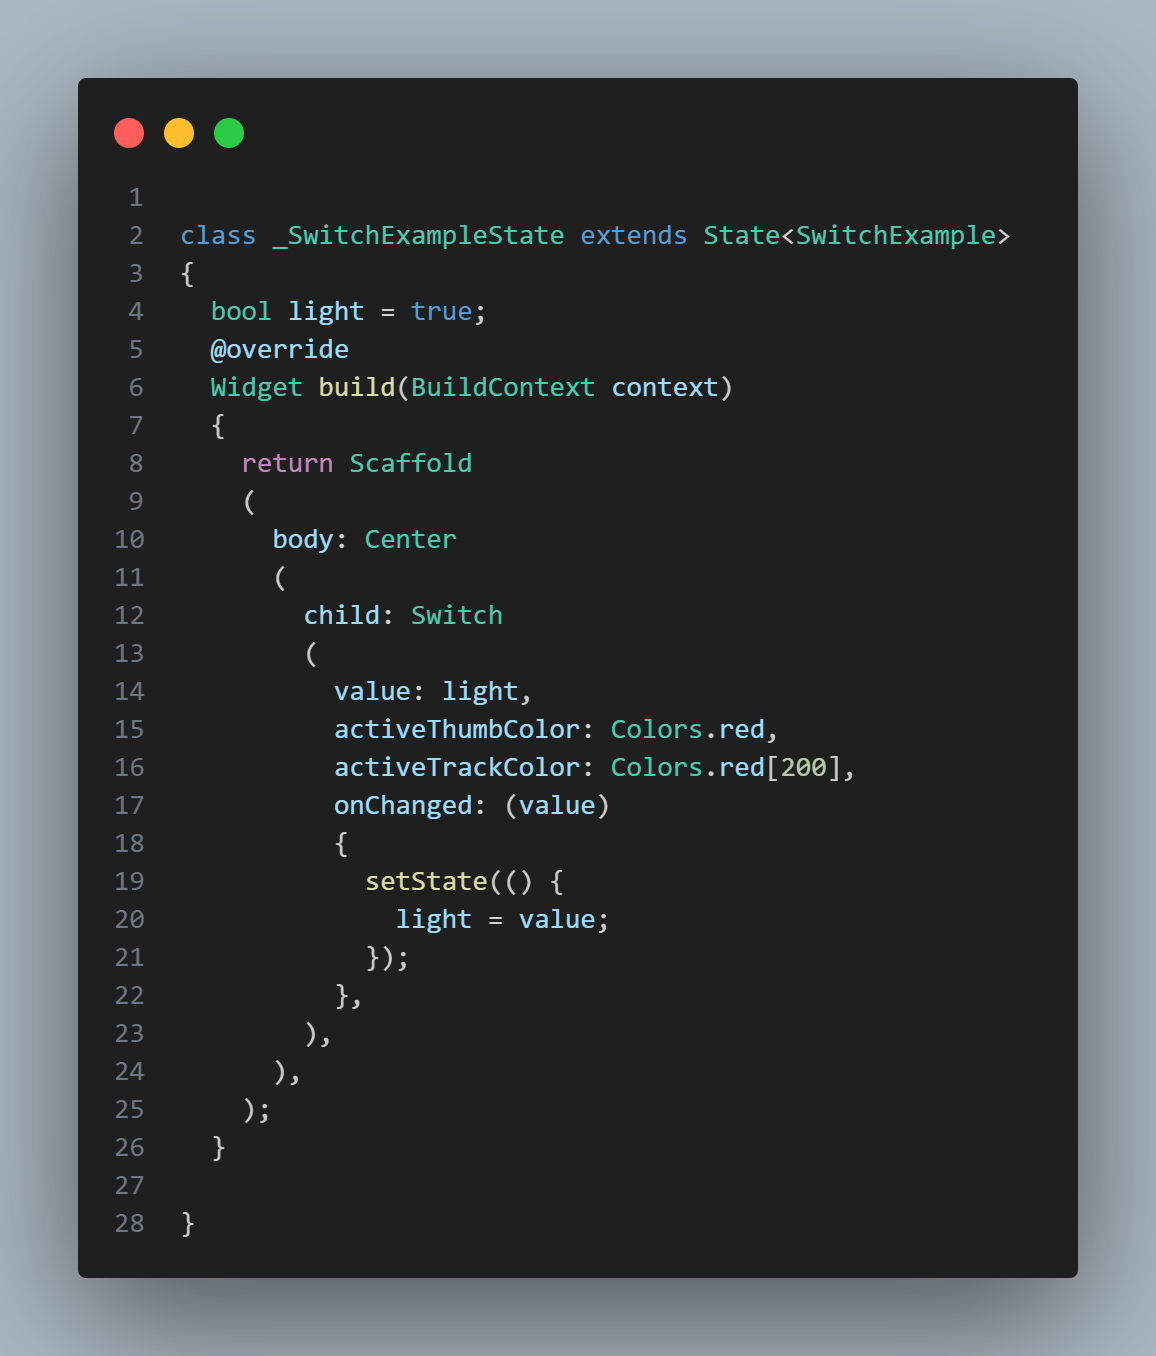 1
2 class _SwitchExampleState extends State<SwitchExample>
3 {
4   bool light = true;
5   @override
6   Widget build(BuildContext context)
7   {
8     return Scaffold
9     (
10       body: Center
11       (
12         child: Switch
13         (
14           value: light,
15           activeThumbColor: Colors.red,
16           activeTrackColor: Colors.red[200],
17           onChanged: (value)
18           {
19             setState(() {
20               light = value;
21             });
22           },
23         ),
24       ),
25     );
26   }
27
28 }